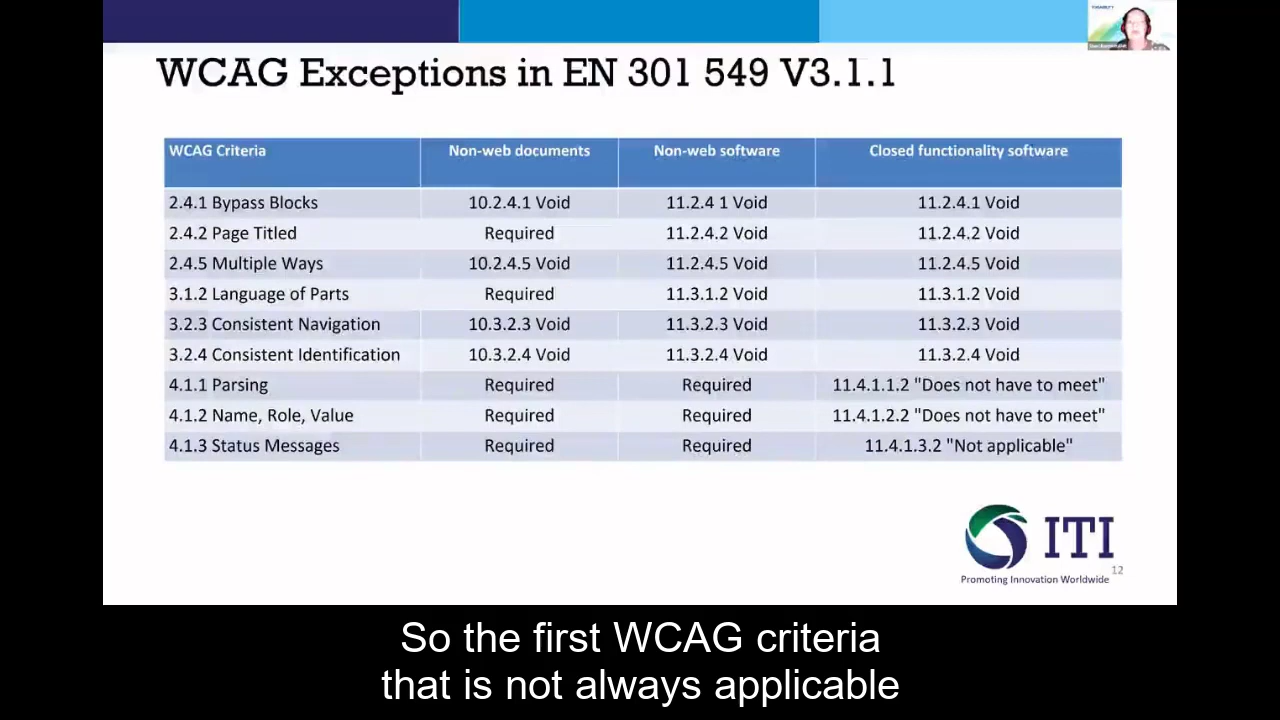 WCAG Exceptions in EN 301 549 V3.1.1
WCAG Criteria Non-web documents Non-web software Closed functionality software
2.4.1 Bypass Blocks 10.2.4.1 Void 11.2.4 1 Void 11.2.4.1 Void
2.4.2 Page Titled Required 11.2.4.2 Void 11.2.4.2 Void
2.4.5 Multiple Ways 10.2.4.5 Void 11.2.4.5 Void 11.2.4.5 Void
3.1.2 Language of Parts Required 11.3.1.2 Void 11.3.1.2 Void
3.2.3 Consistent Navigation 10.3.2.3 Void 11.3.2.3 Void 11.3.2.3 Void
3.2.4 Consistent Identification 10.3.2.4 Void 11.3.2.4 Void 11.3.2.4 Void
4.1.1 Parsing Required Required 11.4.1.1.2 "Does not have to meet"
4.1.2 Name, Role, Value Required Required 11.4.1.2.2 "Does not have to meet"
4.1.3 Status Messages Required Required 11.4.1.3.2 "Not applicable"
ITI
Promoting Innovation Worldwide
12
So the first WCAG criteria
that is not always applicable